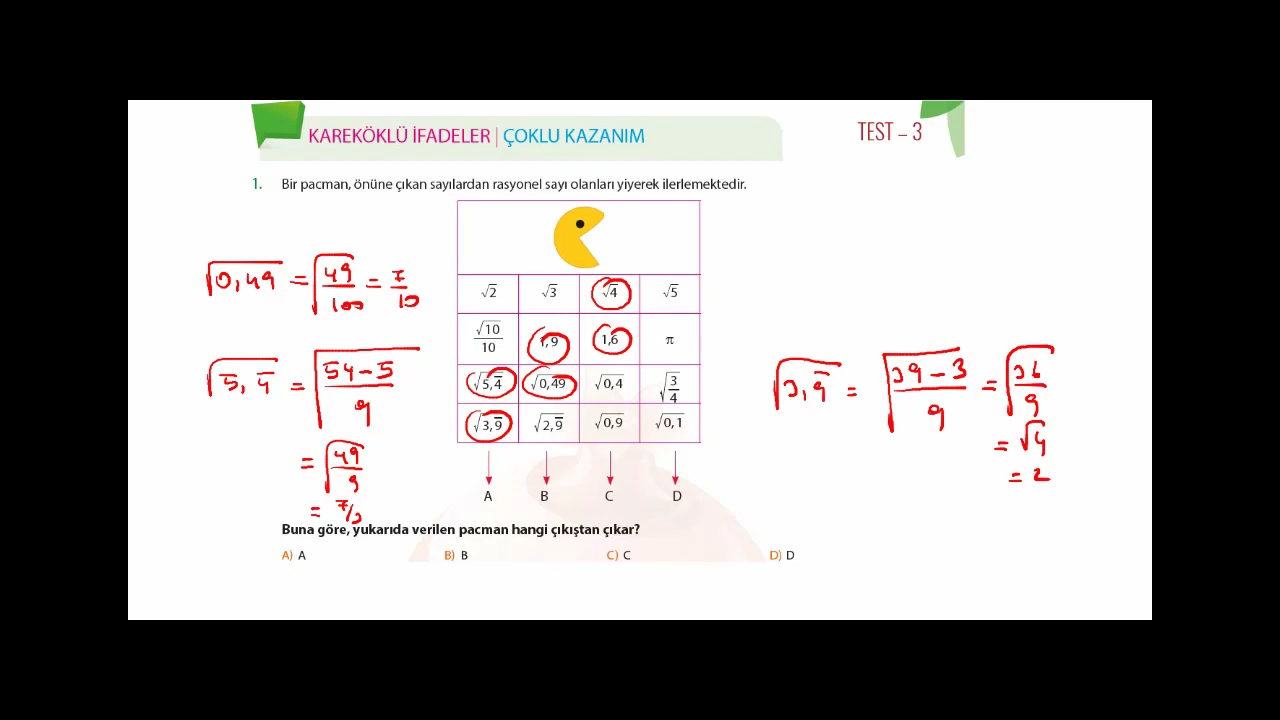 KAREKÖKLÜ İFADELER | ÇOKLU KAZANIM
TEST – 3
1. Bir pacman, önüne çıkan sayılardan rasyonel sayı olanları yiyerek ilerlemektedir.
√2 √3 √4 √5
√10/10 1,9 1,6 π
√5,4̅ √0,49 √0,4 √(3/4)
√3,9̅ √2,9̅ √0,9 √0,1
A B C D
Buna göre, yukarıda verilen pacman hangi çıkıştan çıkar?
A) A B) B C) C D) D
√0,49 = √(49/100) = 7/10
√5,4̅ = √((54-5)/9)
= √(49/9)
= 7/3
√3,9̅ = √((39-3)/9) = √(36/9)
= √4
= 2